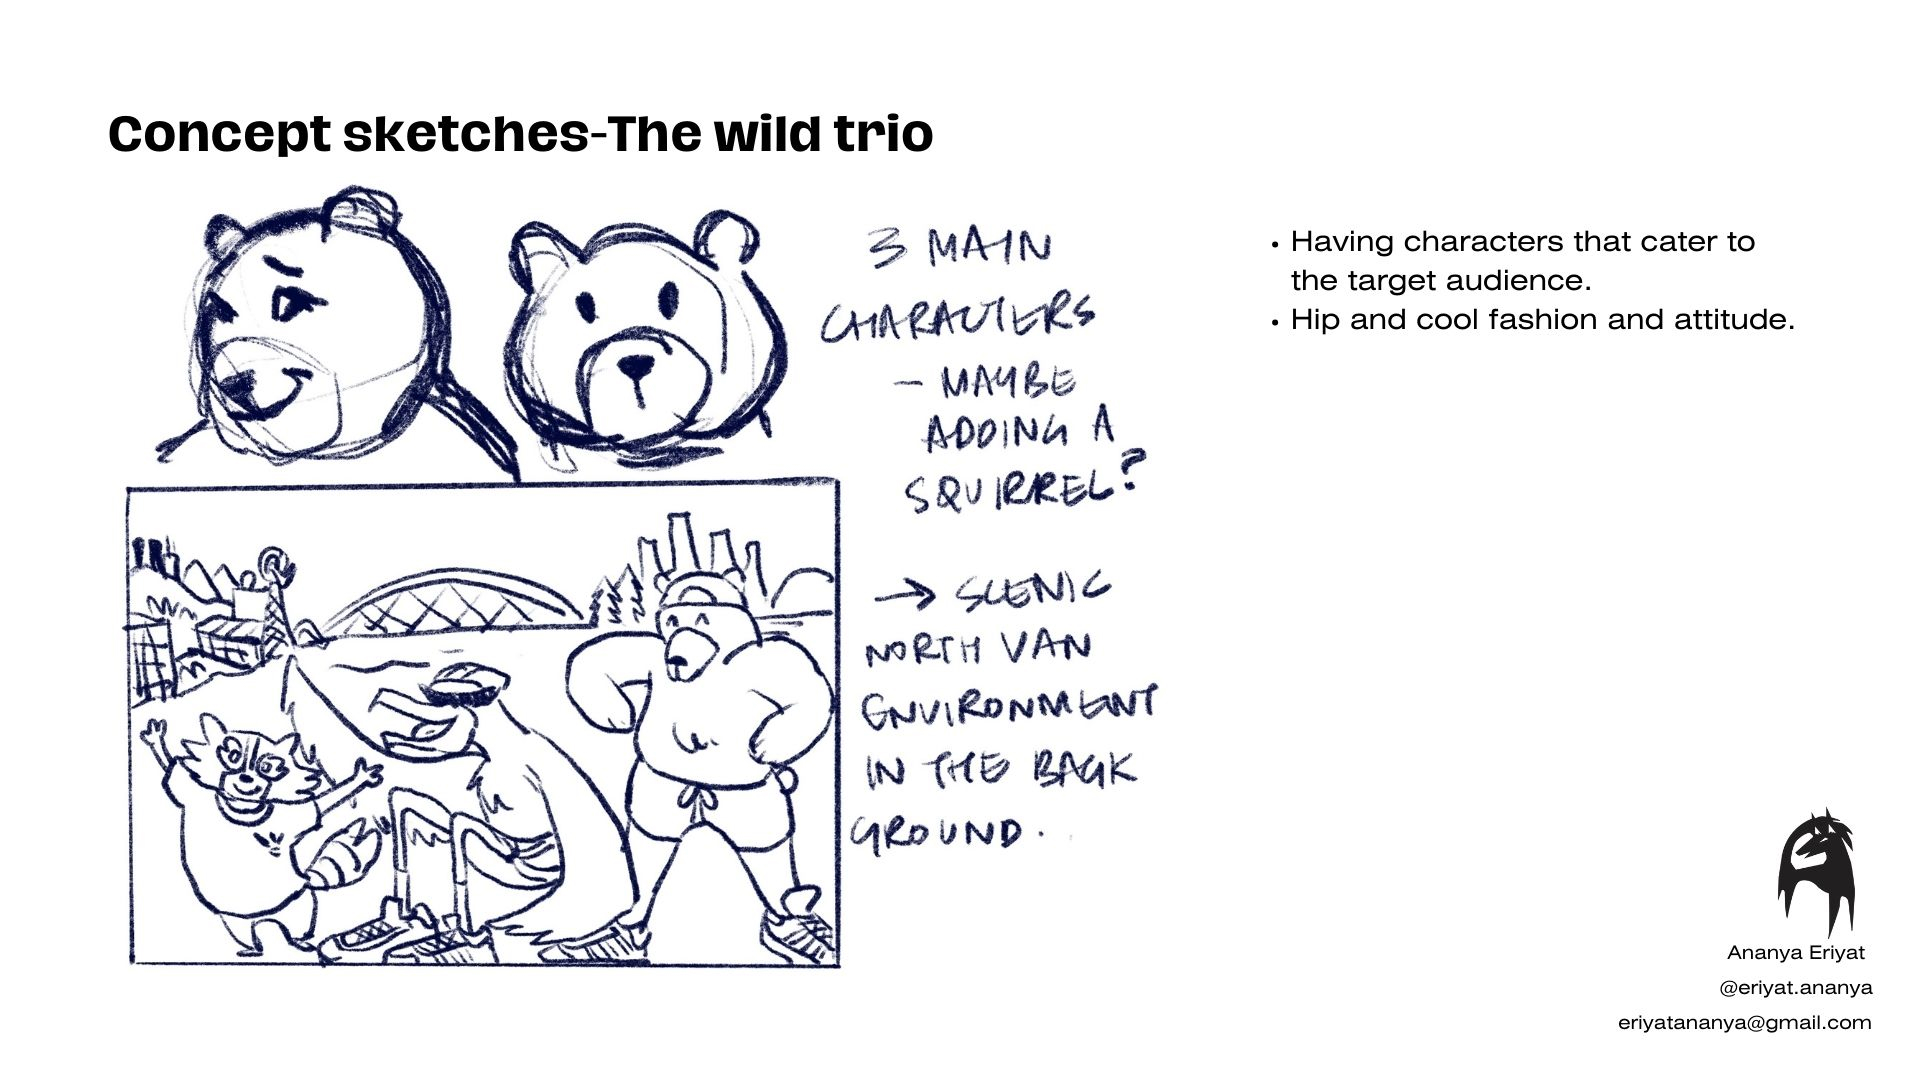 Concept sketches-The wild trio
3 MAIN
CHARACTERS
- MAYBE
ADDING A
SQUIRREL?
→ SCENIC
NORTH VAN
ENVIRONMENT
IN THE BACK
GROUND.
• Having characters that cater to
the target audience.
• Hip and cool fashion and attitude.
Ananya Eriyat
@eriyat.ananya
eriyatananya@gmail.com